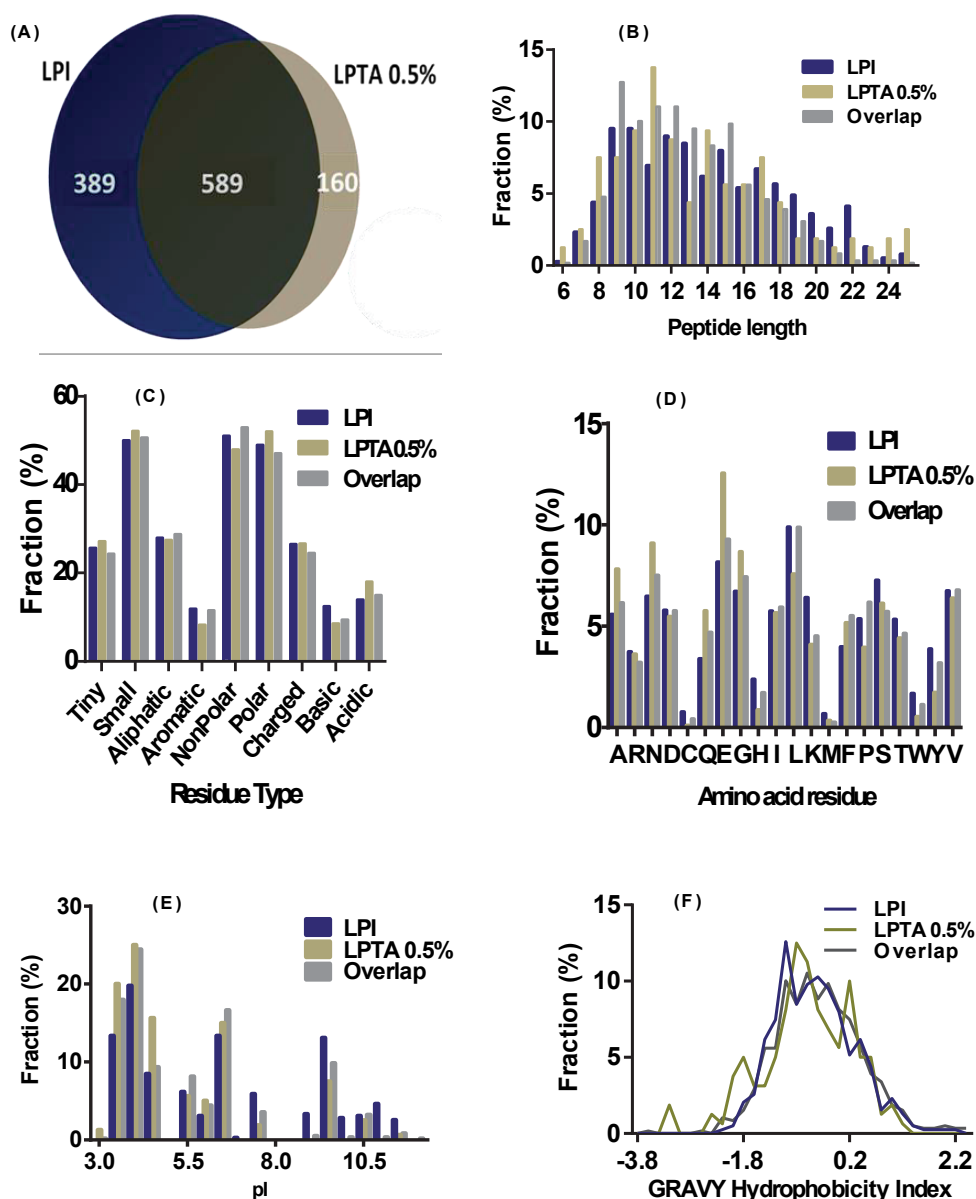 (A)
LPI
LPTA 0.5%
389
589
160
(B)
LPI
LPTA 0.5%
Overlap
Fraction (%)
15
10
5
0
6 8 10 12 14 16 18 20 22 24
Peptide length
(C)
LPI
LPTA 0.5%
Overlap
Fraction (%)
60
40
20
0
Tiny
Small
Aliphatic
Aromatic
NonPolar
Polar
Charged
Basic
Acidic
Residue Type
(D)
LPI
LPTA 0.5%
Overlap
Fraction (%)
15
10
5
0
A R N D C Q E G H I L K M F P S T W Y V
Amino acid residue
(E)
LPI
LPTA 0.5%
Overlap
Fraction (%)
30
20
10
0
3.0 5.5 8.0 10.5
pI
(F)
LPI
LPTA 0.5%
Overlap
Fraction (%)
15
10
5
0
-3.8 -1.8 0.2 2.2
GRAVY Hydrophobicity Index